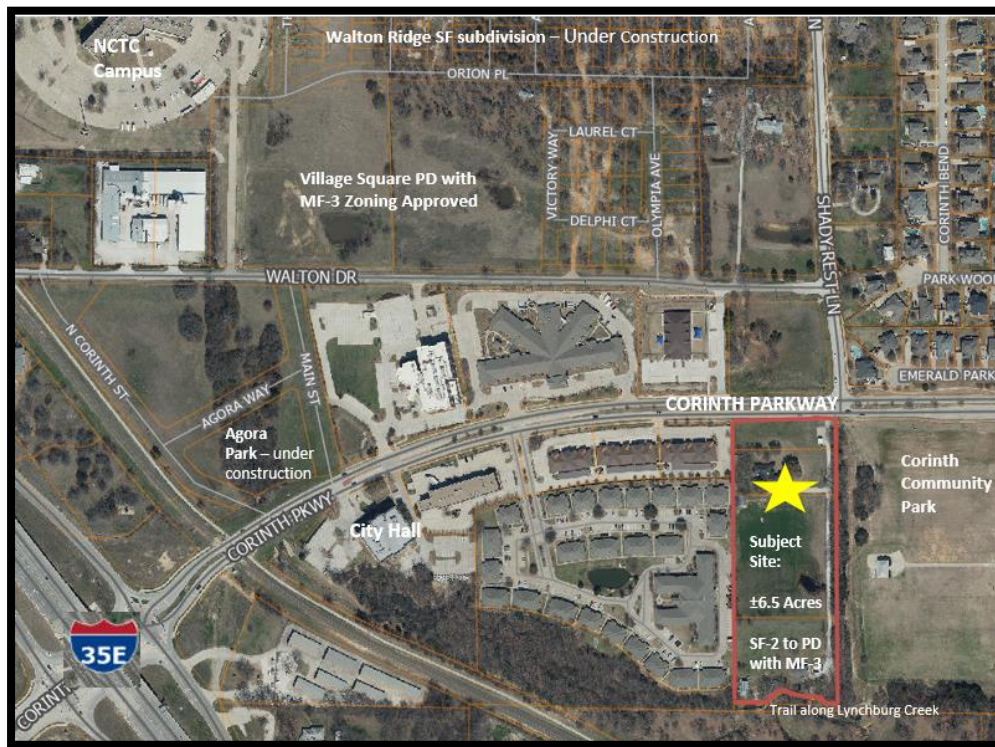 NCTC
Campus
Walton Ridge SF subdivision – Under Construction
TH
A
A
N
ORION PL
LAUREL CT
VICTORY WAY
OLYMPIA AVE
DELPHI CT
SHADY REST LN
CORINTH BEND
Village Square PD with
MF-3 Zoning Approved
WALTON DR
PARK WOO
N CORINTH ST
MAIN ST
AGORA WAY
EMERALD PARK
CORINTH PARKWAY
Agora
Park – under
construction
Corinth
Community
Park
CORINTH PKWY
City Hall
Subject
Site:
±6.5 Acres
SF-2 to PD
with MF-3
35E
CORINT
Trail along Lynchburg Creek